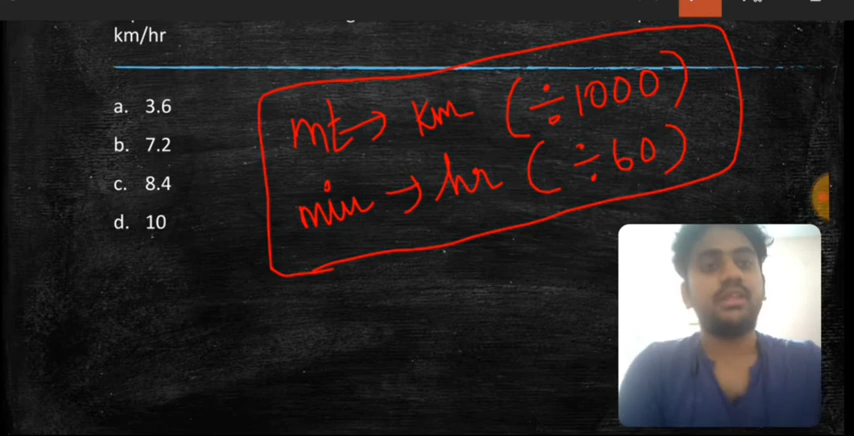 km/hr
a. 3.6
b. 7.2
c. 8.4
d. 10
mt → km (÷1000)
min → hr (÷60)